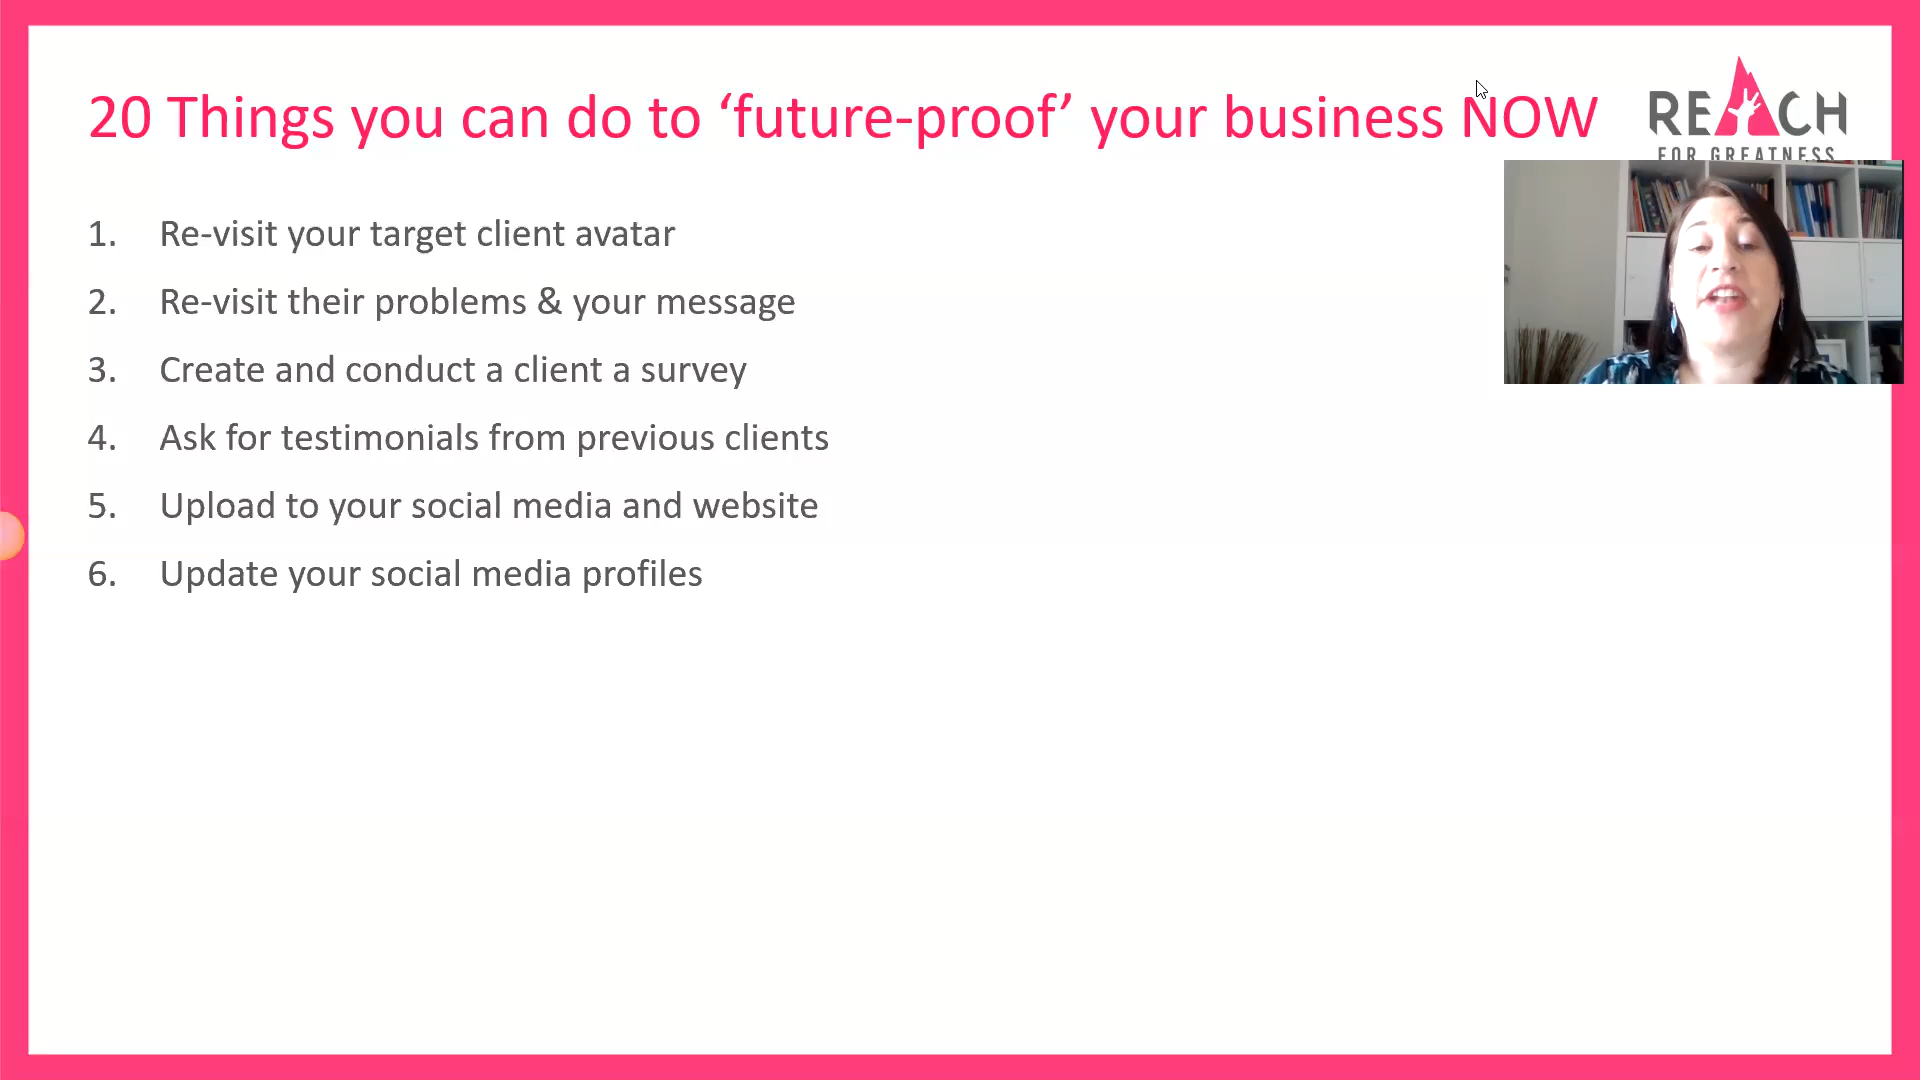 20 Things you can do to ‘future-proof’ your business NOW
REACH
FOR GREATNESS
1. Re-visit your target client avatar
2. Re-visit their problems & your message
3. Create and conduct a client a survey
4. Ask for testimonials from previous clients
5. Upload to your social media and website
6. Update your social media profiles